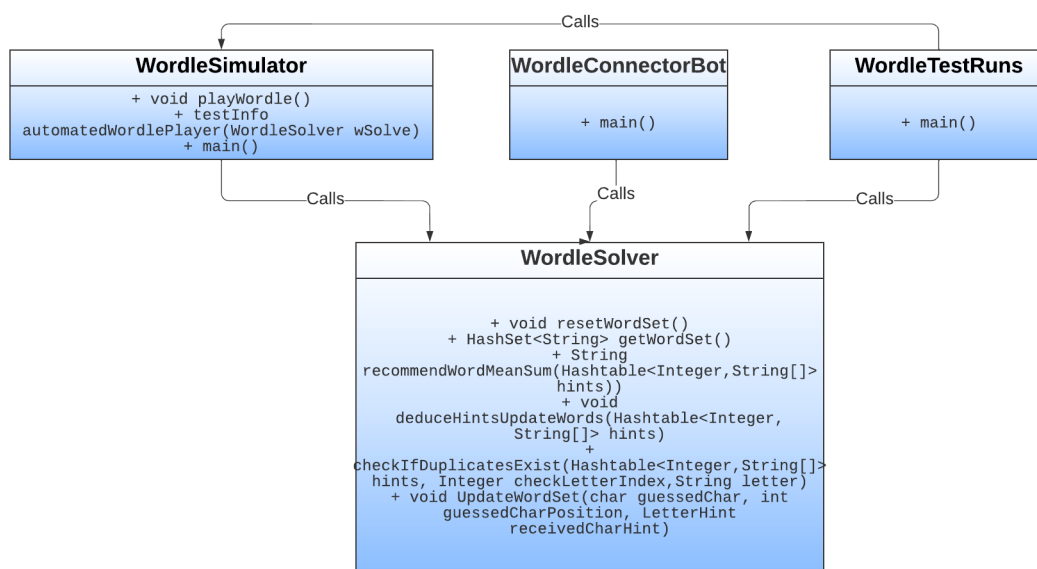 Calls
WordleSimulator
+ void playWordle()
+ testInfo
automatedWordlePlayer(WordleSolver wSolve)
+ main()
WordleConnectorBot
+ main()
WordleTestRuns
+ main()
Calls
Calls
Calls
WordleSolver
+ void resetWordSet()
+ HashSet<String> getWordSet()
+ String
recommendWordMeanSum(Hashtable<Integer,String[]>
hints))
+ void
deduceHintsUpdateWords(Hashtable<Integer,
String[]> hints)
+
checkIfDuplicatesExist(Hashtable<Integer,String[]>
hints, Integer checkLetterIndex,String letter)
+ void UpdateWordSet(char guessedChar, int
guessedCharPosition, LetterHint
receivedCharHint)